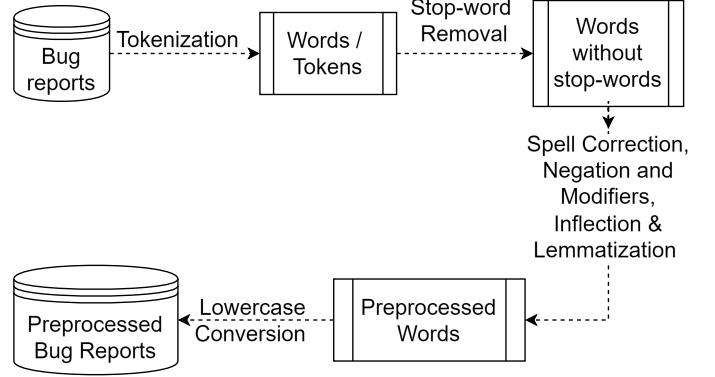 Bug
reports
Tokenization
Words /
Tokens
Stop-word
Removal
Words
without
stop-words
Spell Correction,
Negation and
Modifiers,
Inflection &
Lemmatization
Preprocessed
Words
Lowercase
Conversion
Preprocessed
Bug Reports